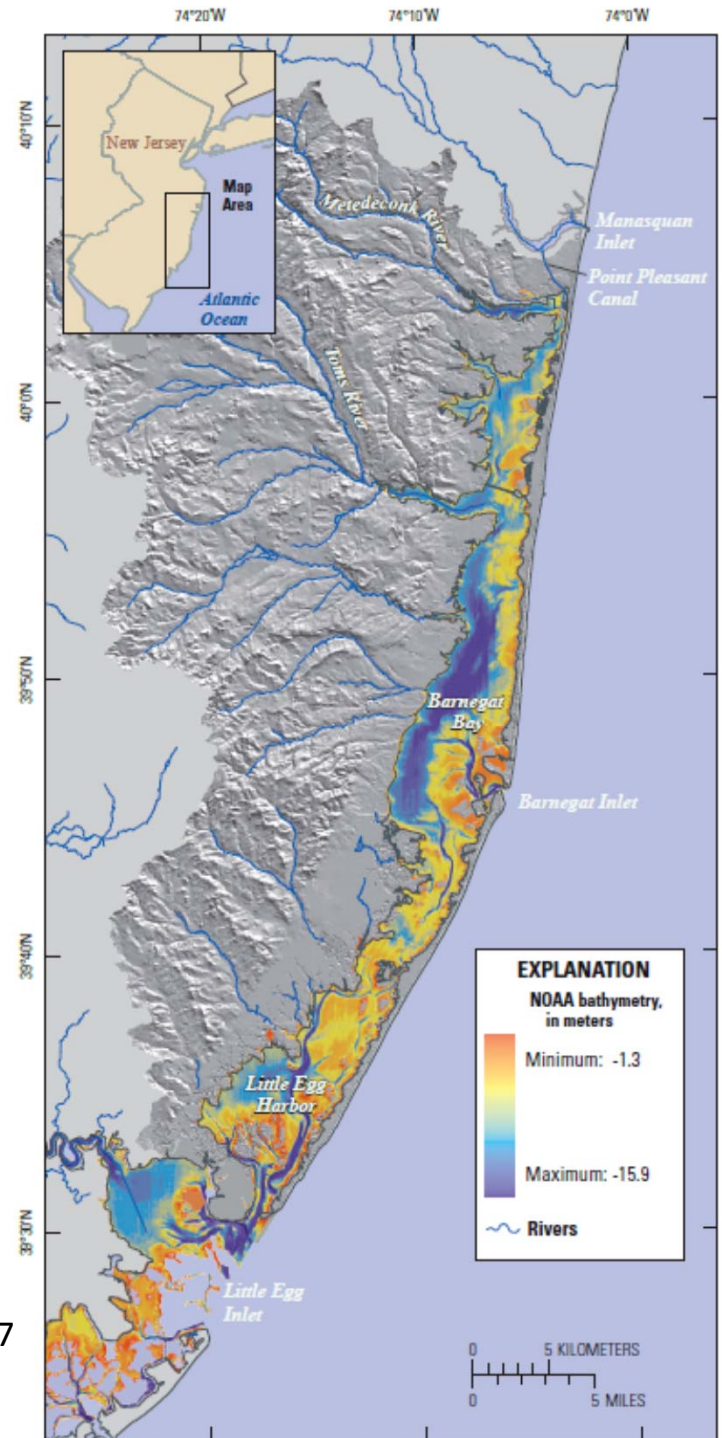 74°20'W
74°10'W
74°0'W
40°10'N
40°0'N
39°50'N
39°40'N
39°30'N
New Jersey
Map
Area
Atlantic
Ocean
Metedeconk River
Manasquan
Inlet
Point Pleasant
Canal
Toms River
Barnegat
Bay
Barnegat Inlet
Little Egg
Harbor
Little Egg
Inlet
EXPLANATION
NOAA bathymetry,
in meters
Minimum: -1.3
Maximum: -15.9
Rivers
7
0 5 KILOMETERS
0 5 MILES